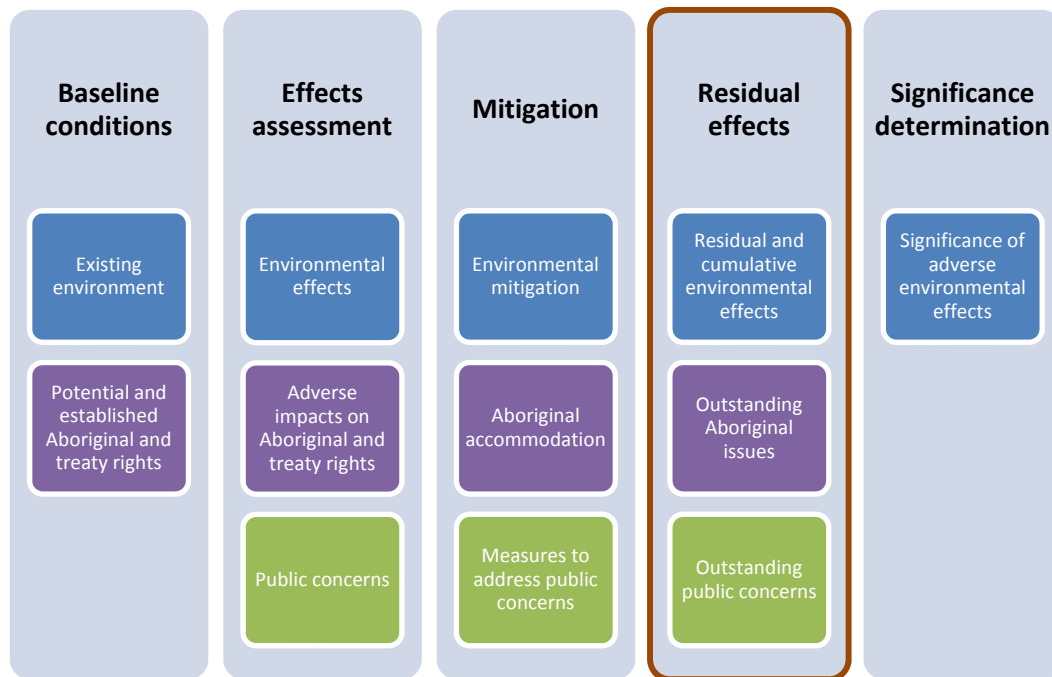 Baseline
conditions
Existing
environment
Potential and
established
Aboriginal and
treaty rights
Effects
assessment
Environmental
effects
Adverse
impacts on
Aboriginal and
treaty rights
Public concerns
Mitigation
Environmental
mitigation
Aboriginal
accommodation
Measures to
address public
concerns
Residual
effects
Residual and
cumulative
environmental
effects
Outstanding
Aboriginal
issues
Outstanding
public concerns
Significance
determination
Significance of
adverse
environmental
effects